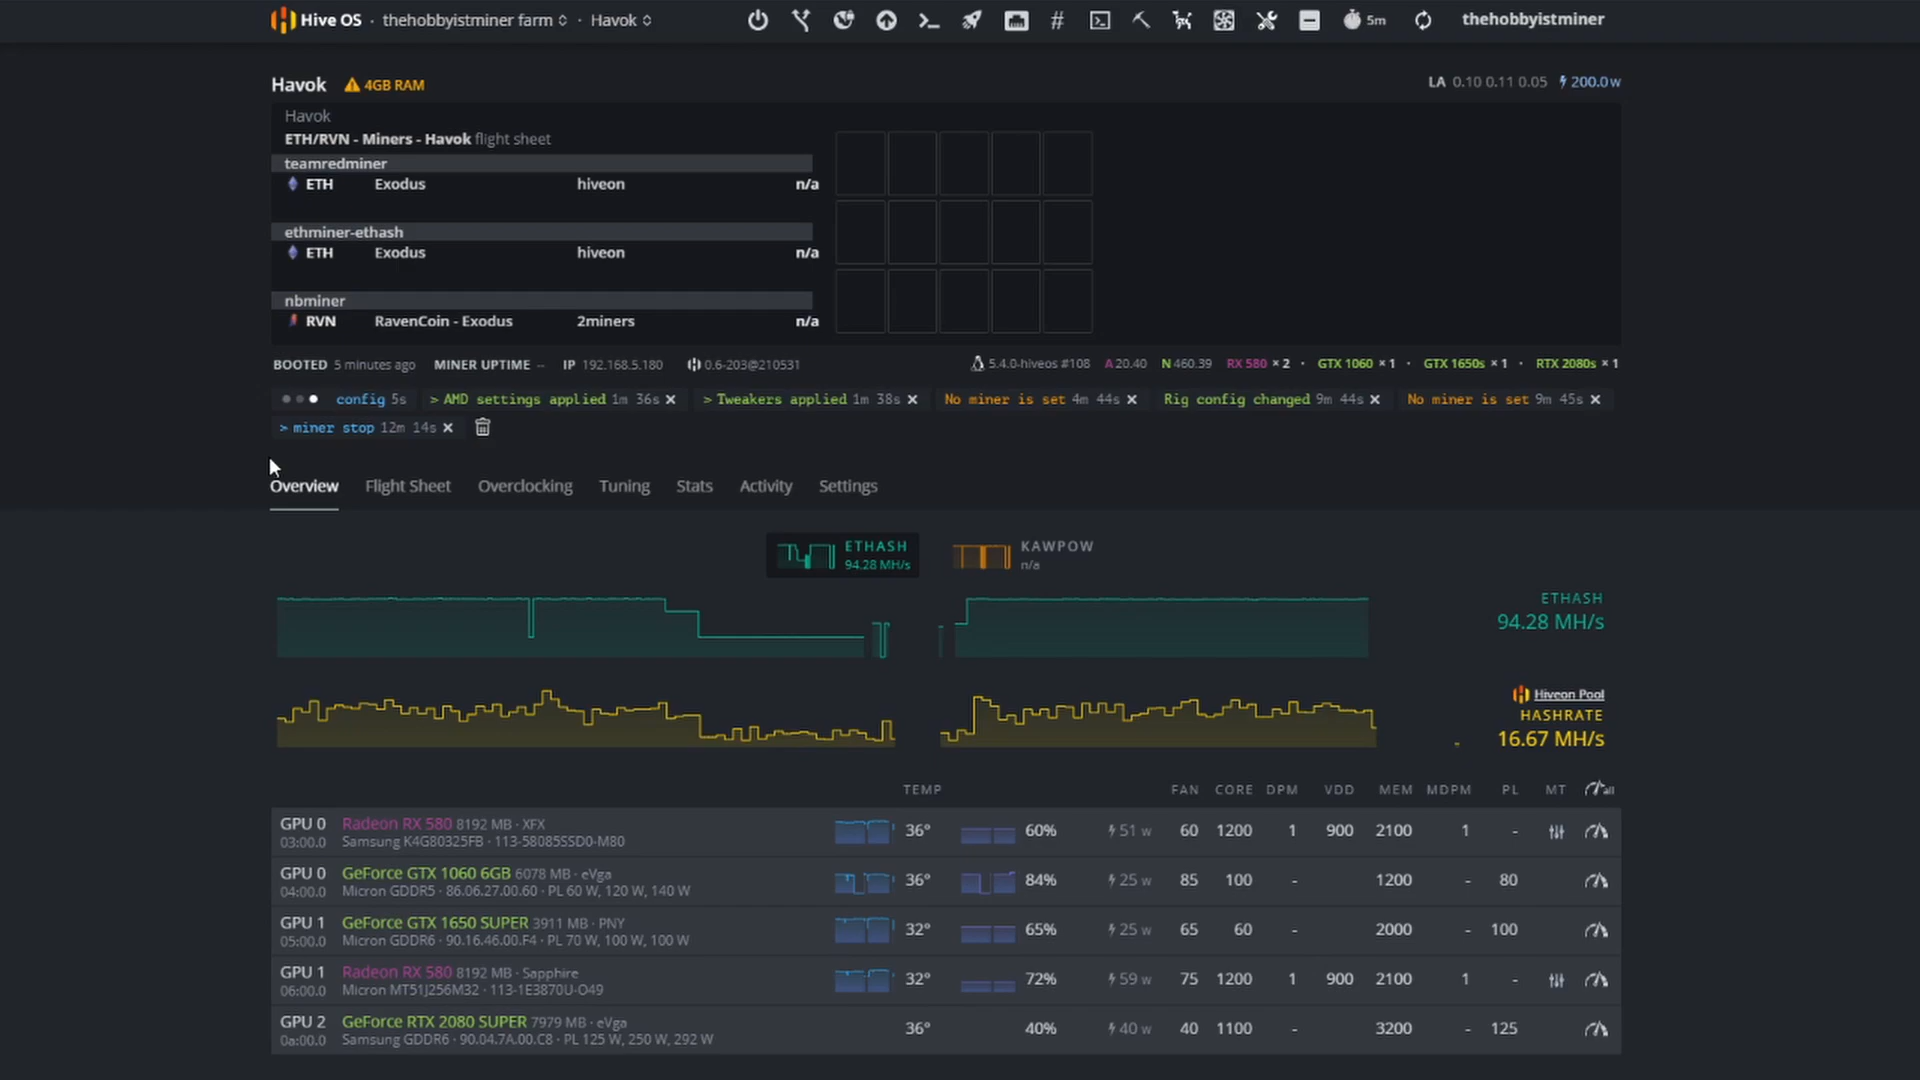 Hive OS · thehobbyistminer farm Havok # 5m thehobbyistminer
Havok 4GB RAM LA 0.10 0.11 0.05 200.0w
Havok
ETH/RVN - Miners - Havok flight sheet
teamredminer
ETH Exodus hiveon n/a
ethminer-ethash
ETH Exodus hiveon n/a
nbminer
RVN RavenCoin - Exodus 2miners n/a
BOOTED 5 minutes ago MINER UPTIME -- IP 192.168.5.180 0.6-203@210531 5.4.0-hiveos #108 A 20.40 N 460.39 RX 580 × 2 · GTX 1060 × 1 · GTX 1650s × 1 · RTX 2080s × 1
config 5s > AMD settings applied 1m 36s × > Tweakers applied 1m 38s × No miner is set 4m 44s × Rig config changed 9m 44s × No miner is set 9m 45s ×
> miner stop 12m 14s ×
Overview Flight Sheet Overclocking Tuning Stats Activity Settings
ETHASH
94.28 MH/s
KAWPOW
n/a
ETHASH
94.28 MH/s
Hiveon Pool
HASHRATE
16.67 MH/s
TEMP FAN CORE DPM VDD MEM MDPM PL MT all
GPU 0 Radeon RX 580 8192 MB · XFX
03:00.0 Samsung K4G80325FB · 113-58085SSD0-M80
36° 60% 51 w 60 1200 1 900 2100 1 -
GPU 0 GeForce GTX 1060 6GB 6078 MB · eVga
04:00.0 Micron GDDR5 · 86.06.27.00.60 · PL 60 W, 120 W, 140 W
36° 84% 25 w 85 100 - 1200 - 80
GPU 1 GeForce GTX 1650 SUPER 3911 MB · PNY
05:00.0 Micron GDDR6 · 90.16.46.00.F4 · PL 70 W, 100 W, 100 W
32° 65% 25 w 65 60 - 2000 - 100
GPU 1 Radeon RX 580 8192 MB · Sapphire
06:00.0 Micron MT51J256M32 · 113-1E3870U-O49
32° 72% 59 w 75 1200 1 900 2100 1 -
GPU 2 GeForce RTX 2080 SUPER 7979 MB · eVga
0a:00.0 Samsung GDDR6 · 90.04.7A.00.C8 · PL 125 W, 250 W, 292 W
36° 40% 40 w 40 1100 - 3200 - 125